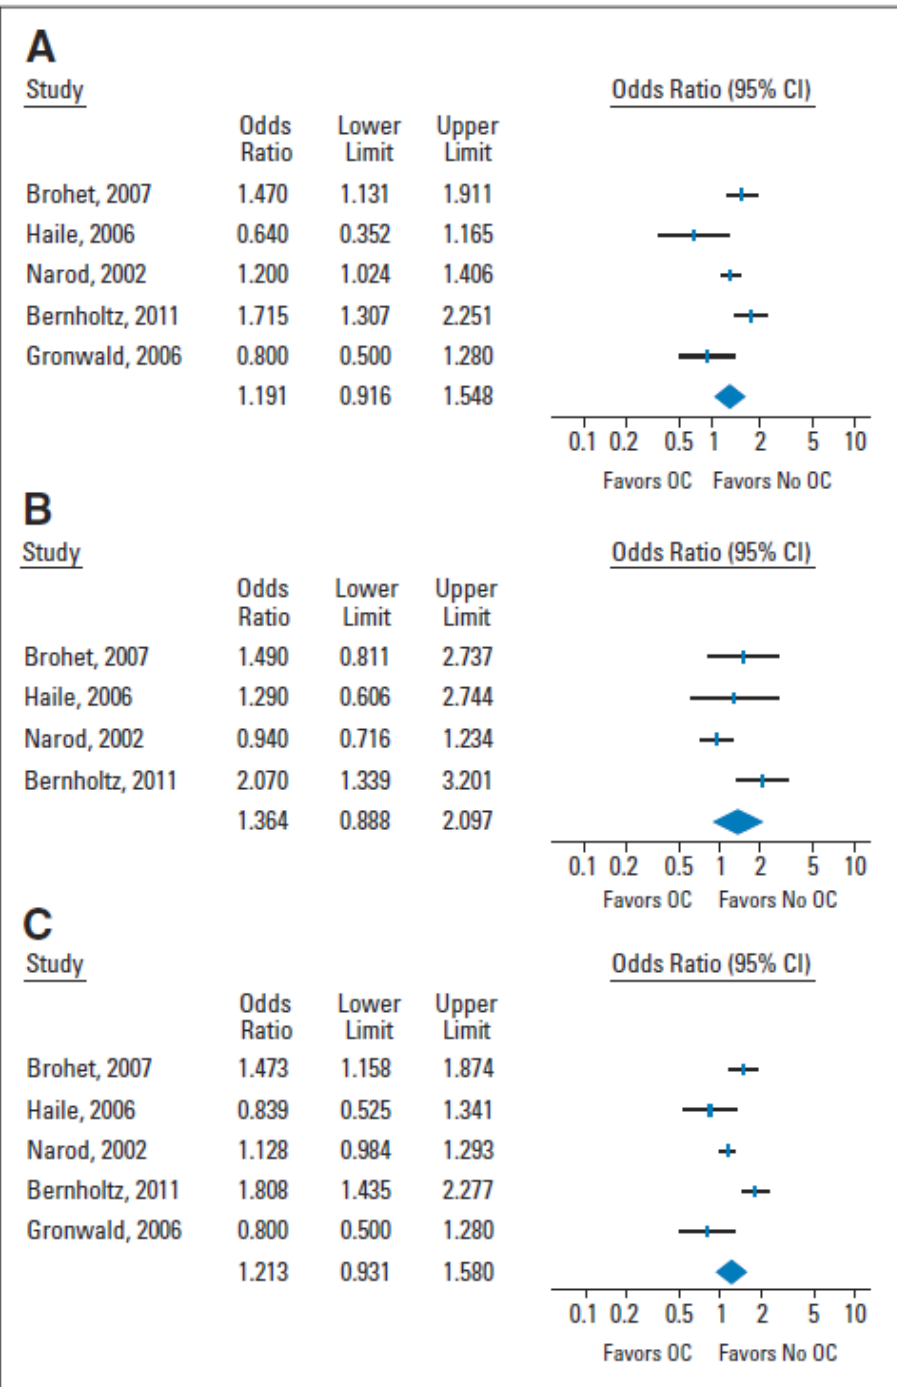 A
Study Odds Ratio (95% CI)
Odds Lower Upper
Ratio Limit Limit
Brohet, 2007 1.470 1.131 1.911
Haile, 2006 0.640 0.352 1.165
Narod, 2002 1.200 1.024 1.406
Bernholtz, 2011 1.715 1.307 2.251
Gronwald, 2006 0.800 0.500 1.280
1.191 0.916 1.548
0.1 0.2 0.5 1 2 5 10
Favors OC Favors No OC
B
Study Odds Ratio (95% CI)
Odds Lower Upper
Ratio Limit Limit
Brohet, 2007 1.490 0.811 2.737
Haile, 2006 1.290 0.606 2.744
Narod, 2002 0.940 0.716 1.234
Bernholtz, 2011 2.070 1.339 3.201
1.364 0.888 2.097
0.1 0.2 0.5 1 2 5 10
Favors OC Favors No OC
C
Study Odds Ratio (95% CI)
Odds Lower Upper
Ratio Limit Limit
Brohet, 2007 1.473 1.158 1.874
Haile, 2006 0.839 0.525 1.341
Narod, 2002 1.128 0.984 1.293
Bernholtz, 2011 1.808 1.435 2.277
Gronwald, 2006 0.800 0.500 1.280
1.213 0.931 1.580
0.1 0.2 0.5 1 2 5 10
Favors OC Favors No OC